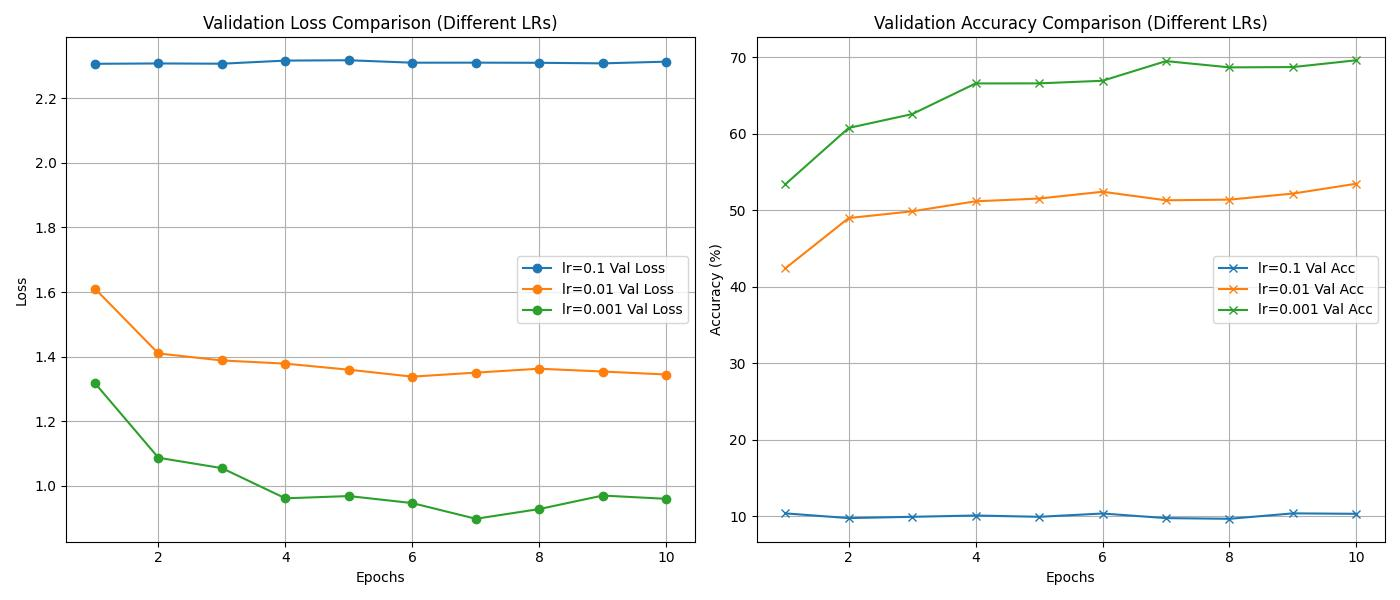 Validation Loss Comparison (Different LRs)
Loss
2.2
2.0
1.8
1.6
1.4
1.2
1.0
lr=0.1 Val Loss
lr=0.01 Val Loss
lr=0.001 Val Loss
2 4 6 8 10
Epochs
Validation Accuracy Comparison (Different LRs)
Accuracy (%)
70
60
50
40
30
20
10
lr=0.1 Val Acc
lr=0.01 Val Acc
lr=0.001 Val Acc
2 4 6 8 10
Epochs